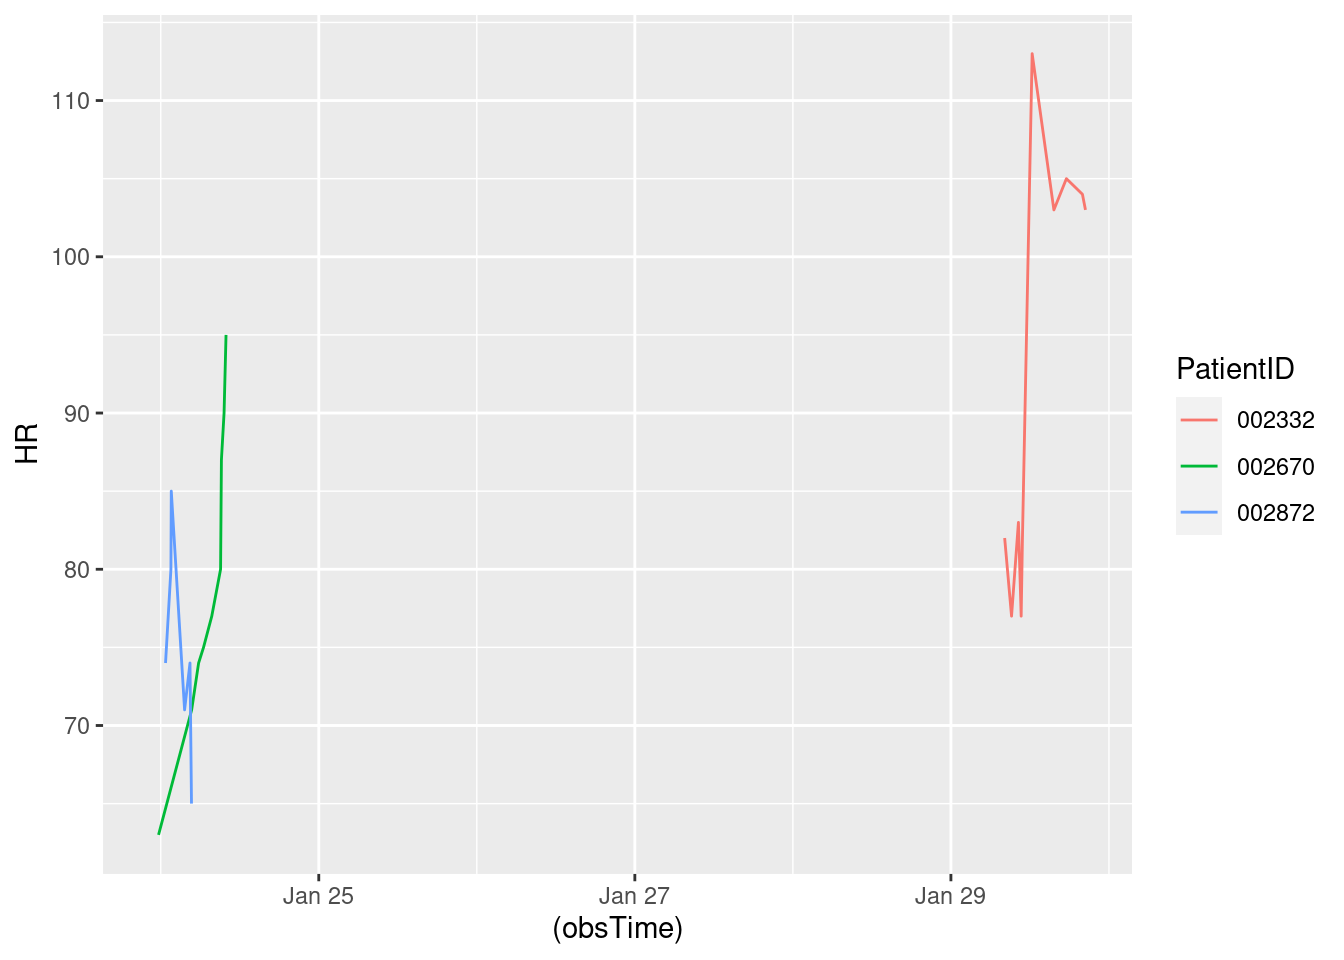 110
100
90
80
70
HR
Jan 25
Jan 27
Jan 29
(obsTime)
PatientID
002332
002670
002872